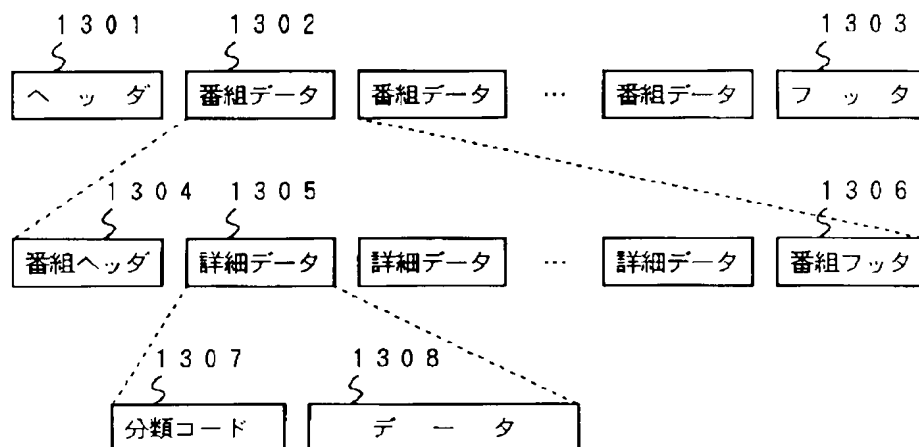 1301 1302 1303
ヘッダ 番組データ 番組データ … 番組データ フッタ
1304 1305 1306
番組ヘッダ 詳細データ 詳細データ … 詳細データ 番組フッタ
1307 1308
分類コード データ